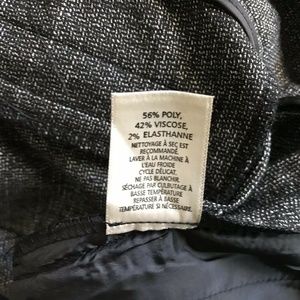 56% POLY,
42% VISCOSE,
2% ELASTHANNE
NETTOYAGE À SEC EST
RECOMMANDÉ.
LAVER À LA MACHINE À
L'EAU FROIDE
CYCLE DÉLICAT.
NE PAS BLANCHIR.
SÉCHAGE PAR CULBUTAGE À
BASSE TEMPÉRATURE
REPASSER À BASSE
TEMPÉRATURE SI NÉCESSAIRE.